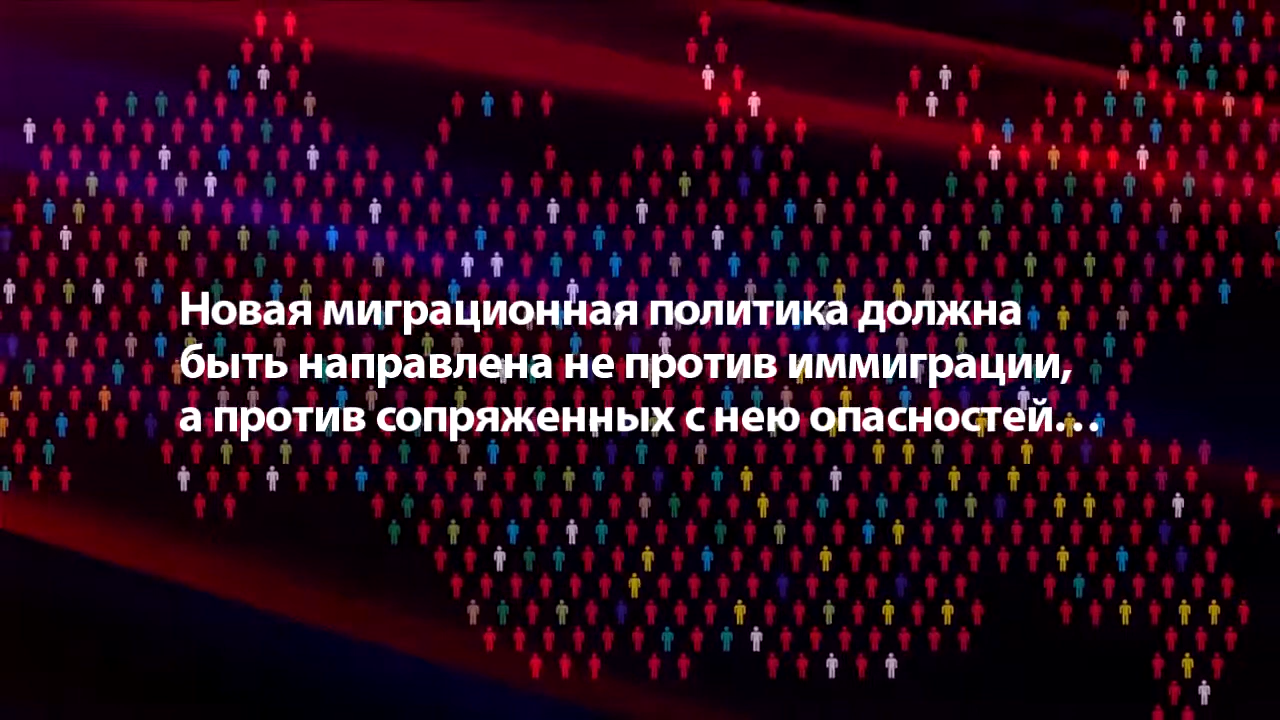 Новая миграционная политика должна
быть направлена не против иммиграции,
а против сопряженных с нею опасностей...